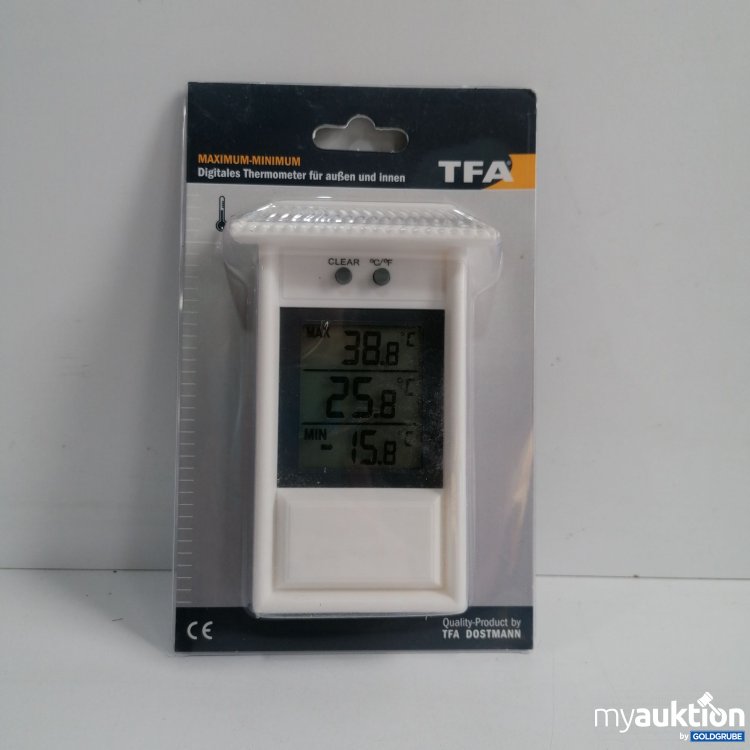 MAXIMUM-MINIMUM
Digitales Thermometer für außen und innen
TFA®
CLEAR °C/°F
MAX 38.8 °C
25.8 °C
MIN -15.8 °C
CE
Quality-Product by
TFA DOSTMANN
myauktion
by GOLDGRUBE